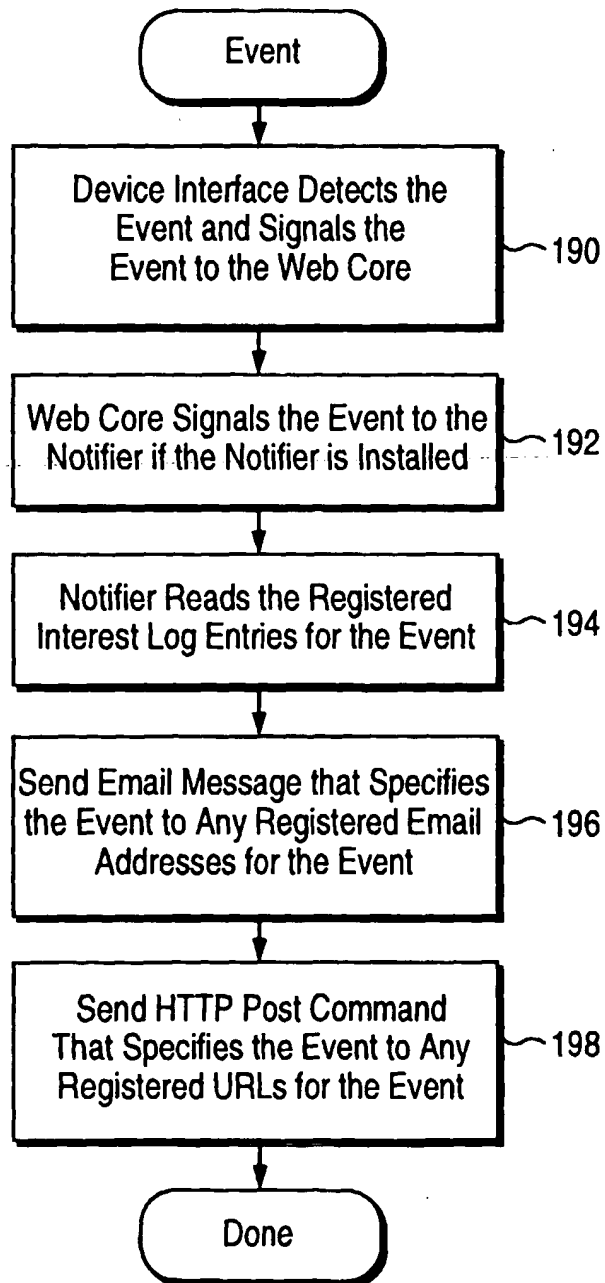 Event
Device Interface Detects the
Event and Signals the
Event to the Web Core
190
Web Core Signals the Event to the
Notifier if the Notifier is Installed
192
Notifier Reads the Registered
Interest Log Entries for the Event
194
Send Email Message that Specifies
the Event to Any Registered Email
Addresses for the Event
196
Send HTTP Post Command
That Specifies the Event to Any
Registered URLs for the Event
198
Done